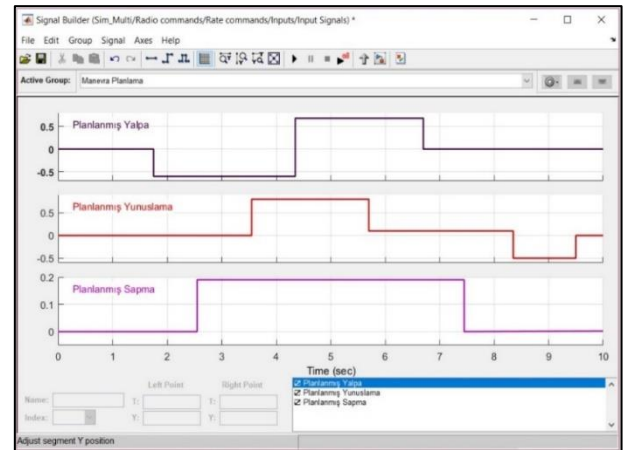 Signal Builder (Sim_Multi/Radio commands/Rate commands/Inputs/Input Signals) *
File Edit Group Signal Axes Help
Active Group: Manevra Planlama
Planlanmış Yalpa
0.5
0
-0.5
Planlanmış Yunuslama
0.5
0
-0.5
Planlanmış Sapma
0.2
0.1
0
0 1 2 3 4 5 6 7 8 9 10
Time (sec)
Left Point Right Point
Name: T: T:
Index: Y: Y:
Planlanmış Yalpa
Planlanmış Yunuslama
Planlanmış Sapma
Adjust segment Y position